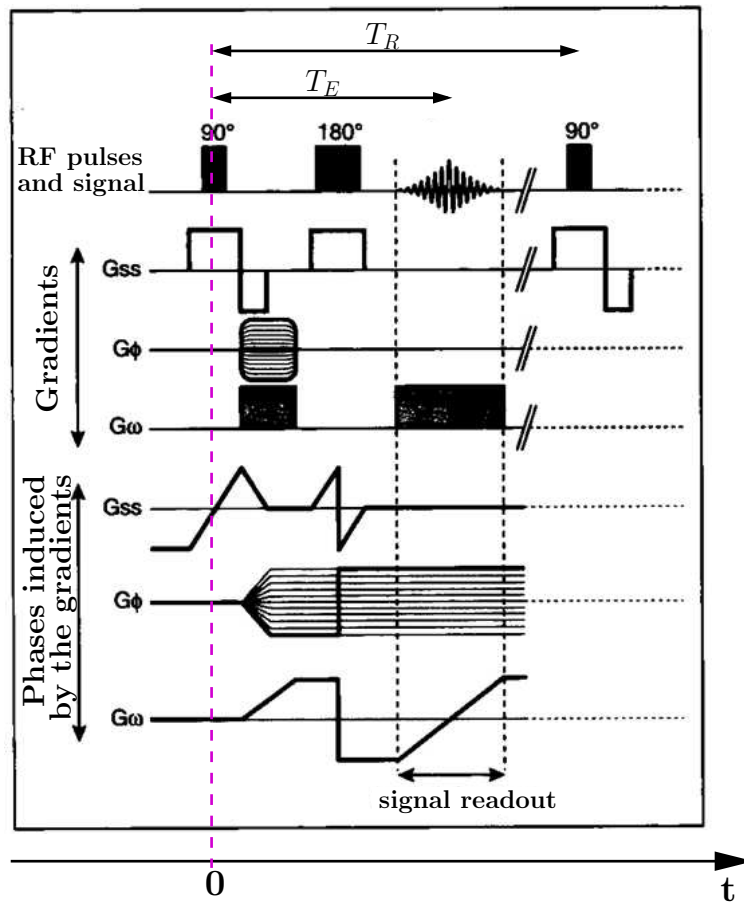 T_R
T_E
90° 180° 90°
RF pulses
and signal
Gss
Gϕ
Gω
Gradients
Gss
Gϕ
Gω
Phases induced
by the gradients
signal readout
0 t